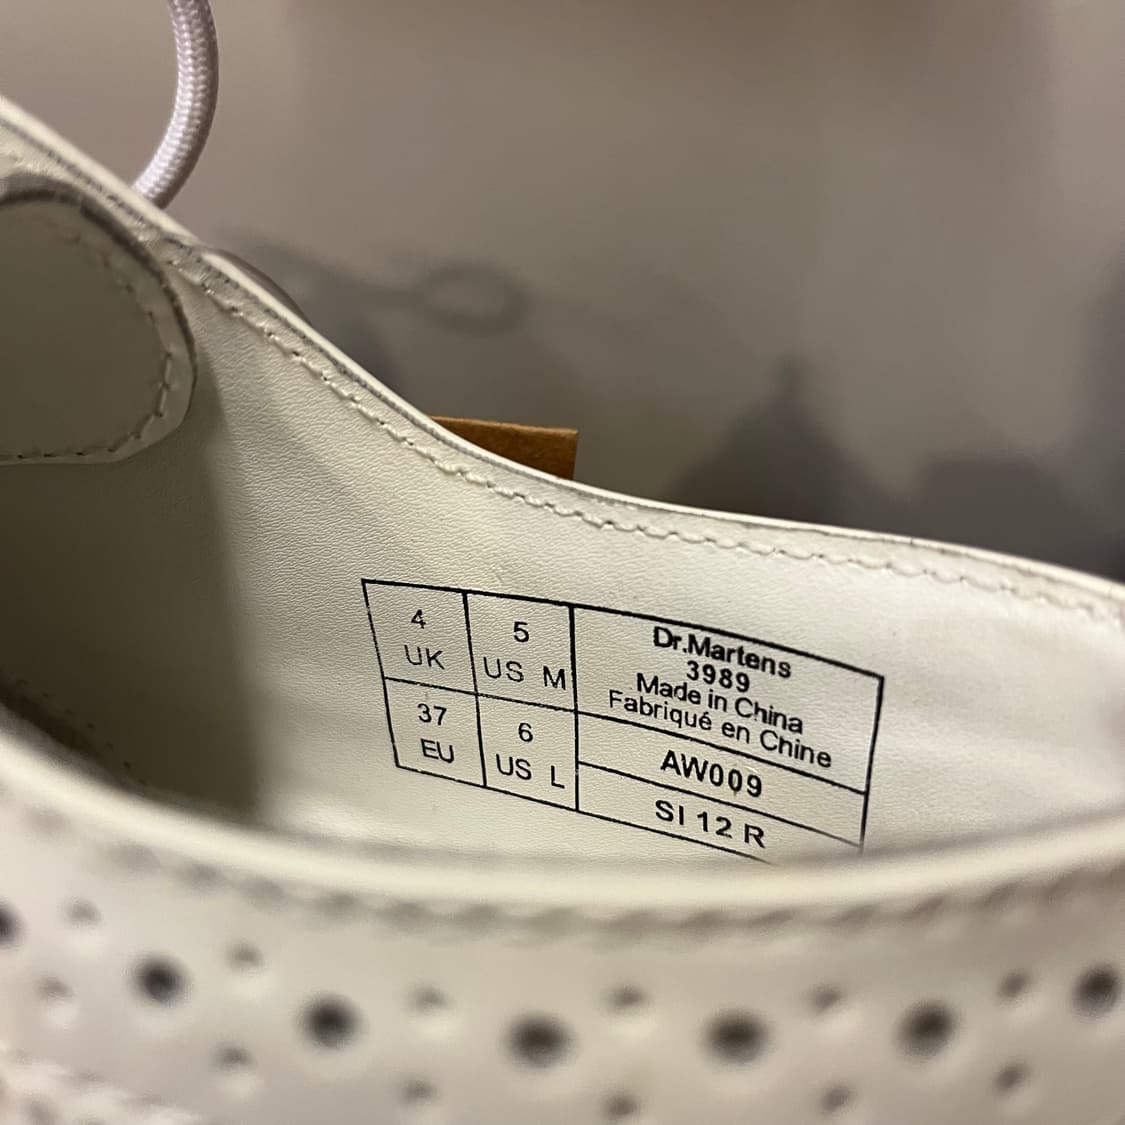 4
UK
5
US M
37
EU
6
US L
Dr.Martens
3989
Made in China
Fabriqué en Chine
AW009
SI 12 R